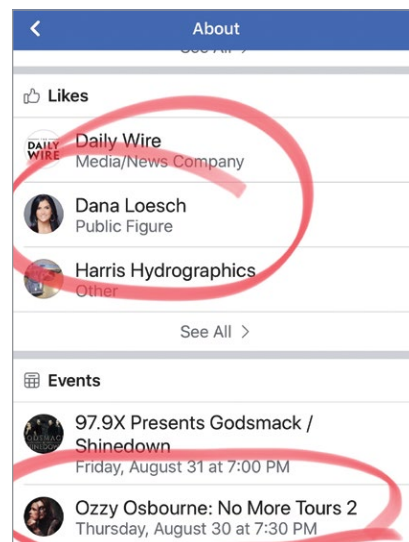 About
See All >
Likes
DAILY
WIRE
Daily Wire
Media/News Company
Dana Loesch
Public Figure
Harris Hydrographics
Other
See All >
Events
97.9X Presents Godsmack /
Shinedown
Friday, August 31 at 7:00 PM
Ozzy Osbourne: No More Tours 2
Thursday, August 30 at 7:30 PM